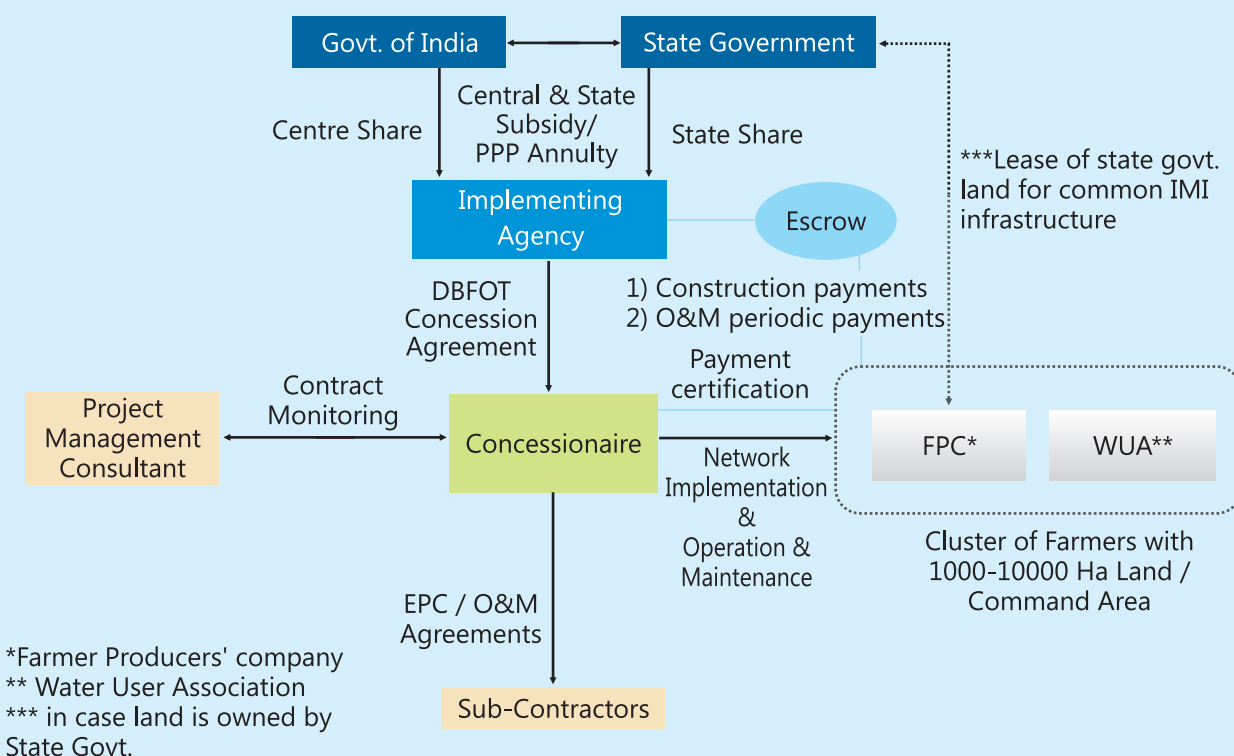 Govt. of India
State Government
Centre Share
Central & State
Subsidy/
PPP Annulty
State Share
***Lease of state govt.
land for common IMI
infrastructure
Implementing
Agency
Escrow
DBFOT
Concession
Agreement
1) Construction payments
2) O&M periodic payments
Payment
certification
Contract
Monitoring
Project
Management
Consultant
Concessionaire
FPC*
WUA**
Network
Implementation
&
Operation &
Maintenance
Cluster of Farmers with
1000-10000 Ha Land /
Command Area
EPC / O&M
Agreements
Sub-Contractors
*Farmer Producers' company
** Water User Association
*** in case land is owned by
State Govt.